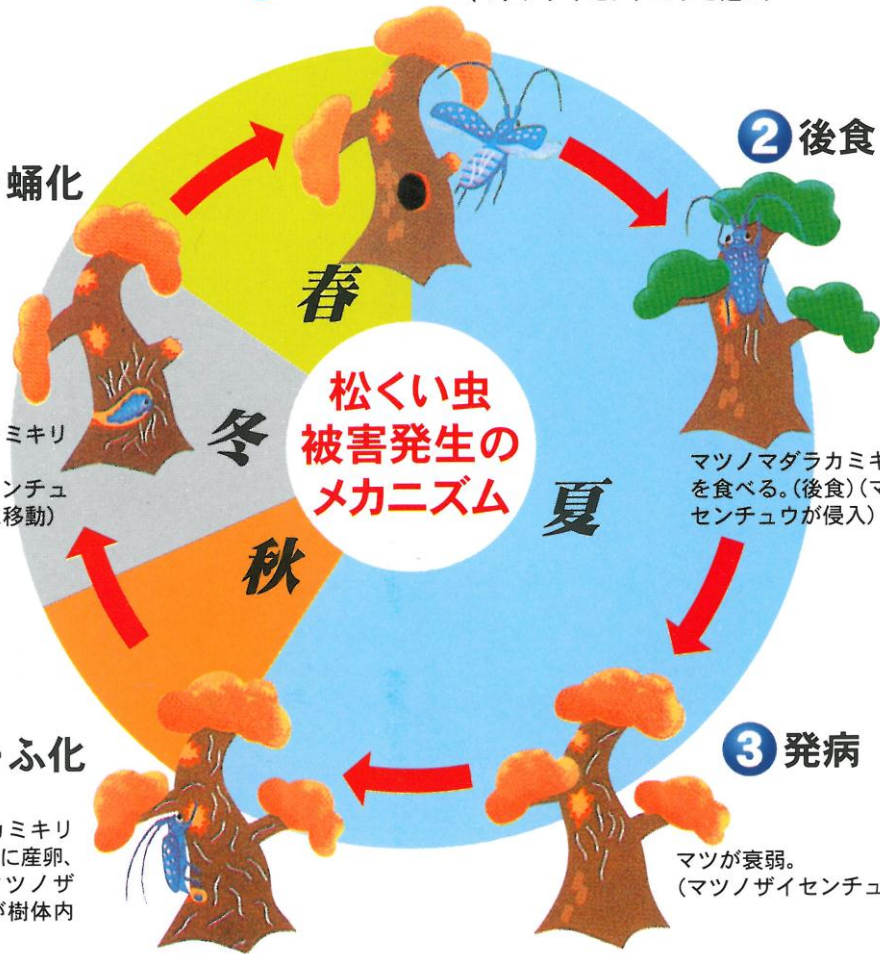 2 後食
蛹化
春
松くい虫
被害発生の
メカニズム
冬
夏
秋
ミキリ
ンチュ
移動)
マツノマダラカミキ
を食べる。(後食)(マ
センチュウが侵入)
3 発病
マツが衰弱。
(マツノザイセンチュ
ふ化
カミキリ
に産卵、
ツノザ
が樹体内